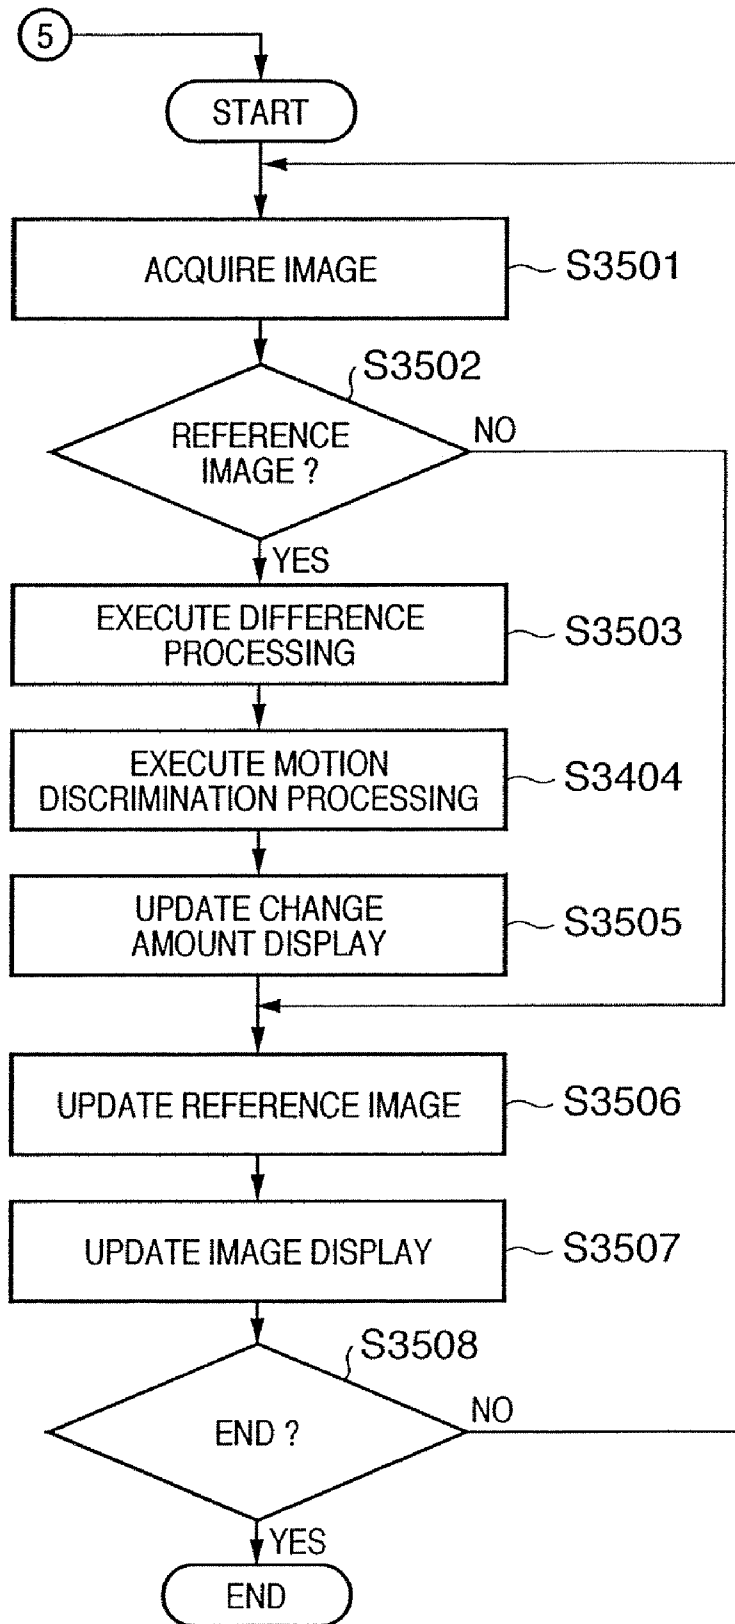 5
START
ACQUIRE IMAGE
S3501
S3502
REFERENCE
IMAGE ?
NO
YES
EXECUTE DIFFERENCE
PROCESSING
S3503
EXECUTE MOTION
DISCRIMINATION PROCESSING
S3404
UPDATE CHANGE
AMOUNT DISPLAY
S3505
UPDATE REFERENCE IMAGE
S3506
UPDATE IMAGE DISPLAY
S3507
S3508
END ?
NO
YES
END